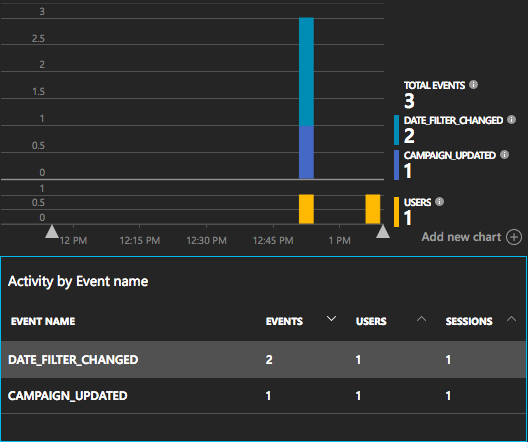 3
2.5
2
1.5
1
0.5
0
1
0.5
0
12 PM 12:15 PM 12:30 PM 12:45 PM 1 PM
TOTAL EVENTS
3
DATE_FILTER_CHANGED
2
CAMPAIGN_UPDATED
1
USERS
1
Add new chart
Activity by Event name
EVENT NAME EVENTS USERS SESSIONS
DATE_FILTER_CHANGED 2 1 1
CAMPAIGN_UPDATED 1 1 1